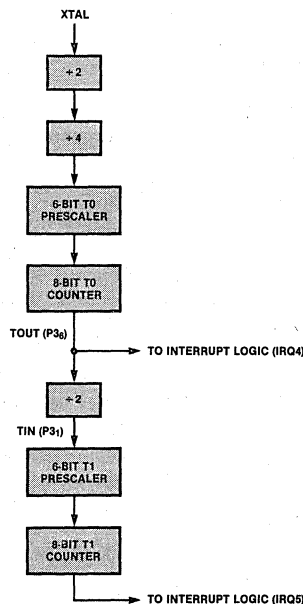 XTAL
÷2
÷4
6-BIT T0
PRESCALER
8-BIT T0
COUNTER
TOUT (P3₆)
TO INTERRUPT LOGIC (IRQ4)
÷2
TIN (P3₁)
6-BIT T1
PRESCALER
8-BIT T1
COUNTER
TO INTERRUPT LOGIC (IRQ5)